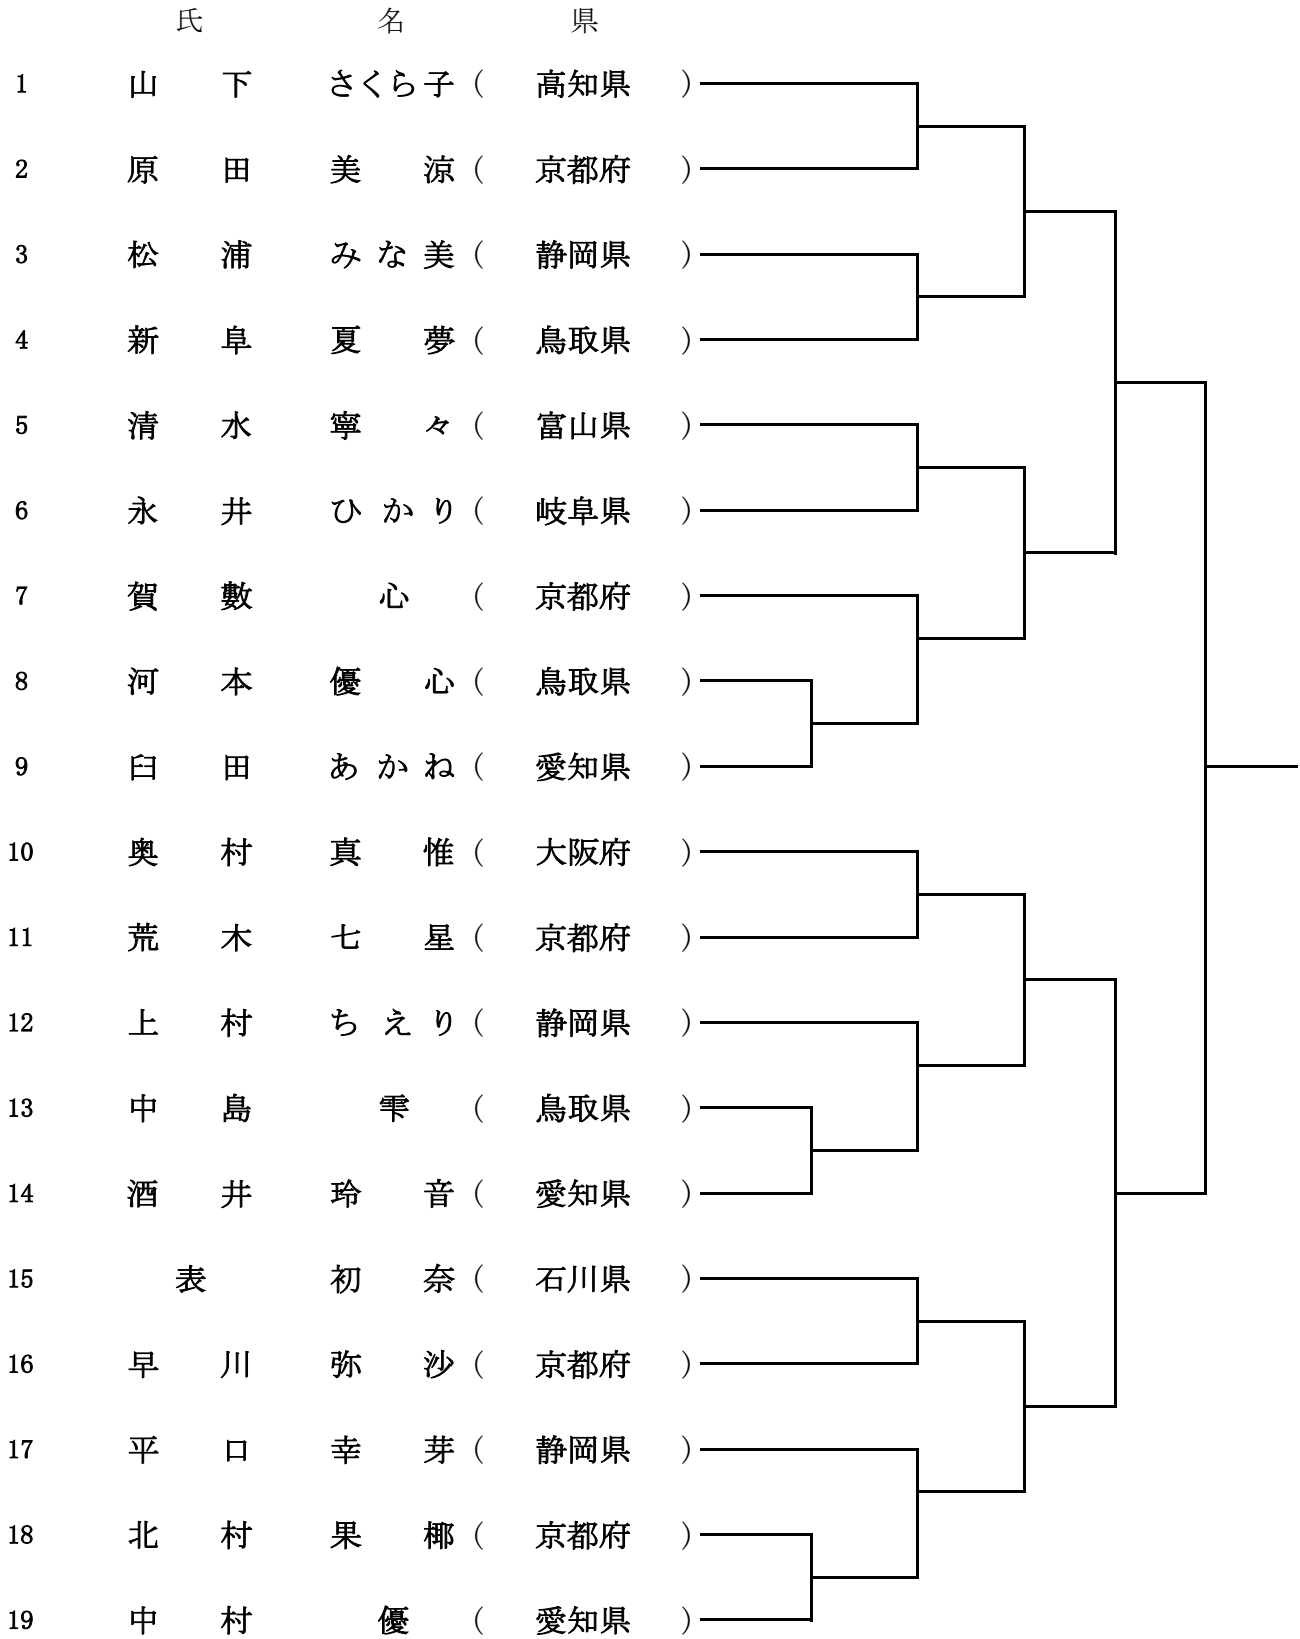 氏 名 県
1 山下 さくら子 ( 高知県 )
2 原田 美涼 ( 京都府 )
3 松浦 みな美 ( 静岡県 )
4 新阜 夏夢 ( 鳥取県 )
5 清水 寧々 ( 富山県 )
6 永井 ひかり ( 岐阜県 )
7 賀數 心 ( 京都府 )
8 河本 優心 ( 鳥取県 )
9 臼田 あかね ( 愛知県 )
10 奥村 真惟 ( 大阪府 )
11 荒木 七星 ( 京都府 )
12 上村 ちえり ( 静岡県 )
13 中島 雫 ( 鳥取県 )
14 酒井 玲音 ( 愛知県 )
15 表 初奈 ( 石川県 )
16 早川 弥沙 ( 京都府 )
17 平口 幸芽 ( 静岡県 )
18 北村 果椰 ( 京都府 )
19 中村 優 ( 愛知県 )